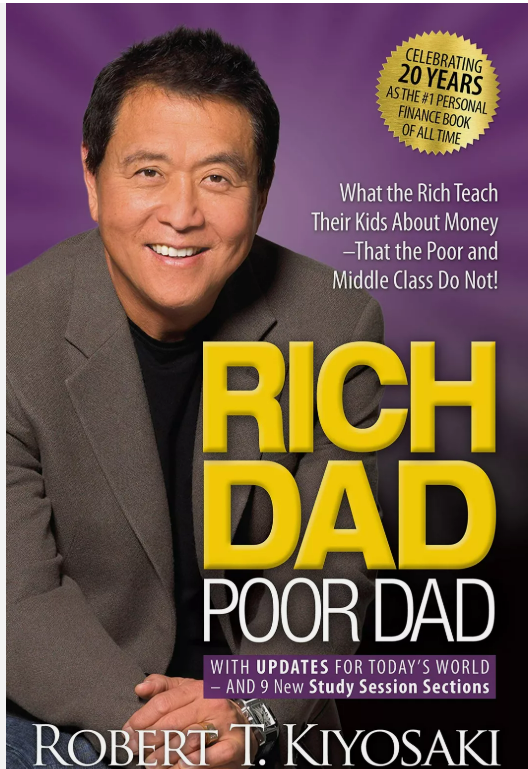 CELEBRATING
20 YEARS
AS THE #1 PERSONAL
FINANCE BOOK
OF ALL TIME
What the Rich Teach
Their Kids About Money
–That the Poor and
Middle Class Do Not!
RICH
DAD
POOR DAD
WITH UPDATES FOR TODAY'S WORLD
– AND 9 New Study Session Sections
ROBERT T. KIYOSAKI